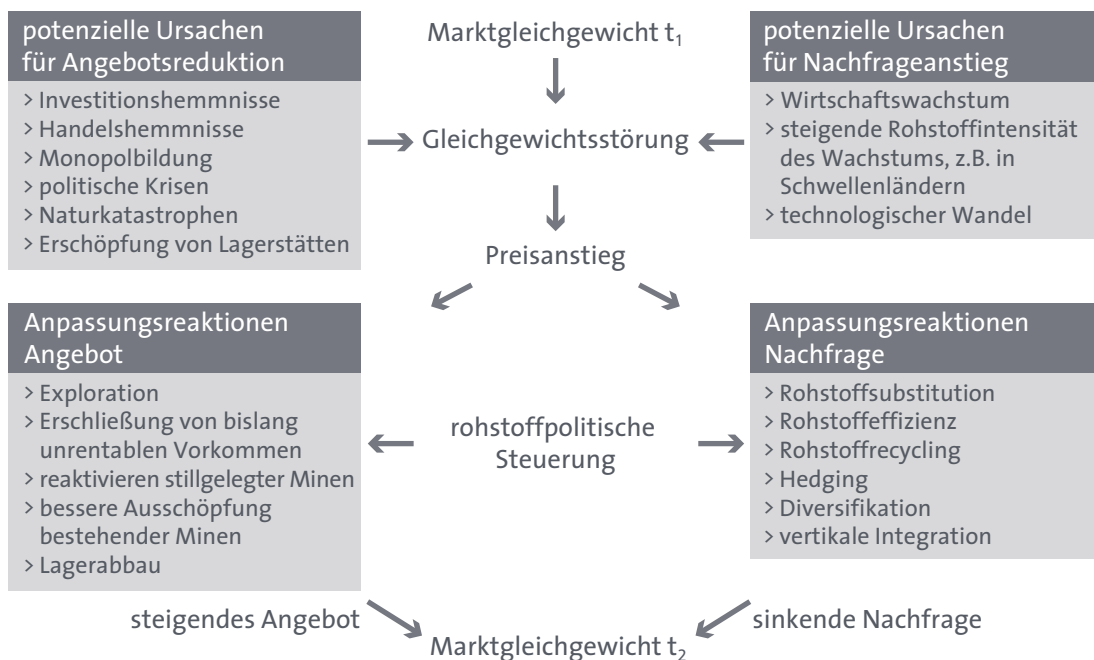 potenzielle Ursachen
für Angebotsreduktion
> Investitionshemmnisse
> Handelshemmnisse
> Monopolbildung
> politische Krisen
> Naturkatastrophen
> Erschöpfung von Lagerstätten
Marktgleichgewicht t₁
Gleichgewichtsstörung
Preisanstieg
potenzielle Ursachen
für Nachfrageanstieg
> Wirtschaftswachstum
> steigende Rohstoffintensität
des Wachstums, z.B. in
Schwellenländern
> technologischer Wandel
Anpassungsreaktionen
Angebot
> Exploration
> Erschließung von bislang
unrentablen Vorkommen
> reaktivieren stillgelegter Minen
> bessere Ausschöpfung
bestehender Minen
> Lagerabbau
rohstoffpolitische
Steuerung
Anpassungsreaktionen
Nachfrage
> Rohstoffsubstitution
> Rohstoffeffizienz
> Rohstoffrecycling
> Hedging
> Diversifikation
> vertikale Integration
steigendes Angebot
sinkende Nachfrage
Marktgleichgewicht t₂